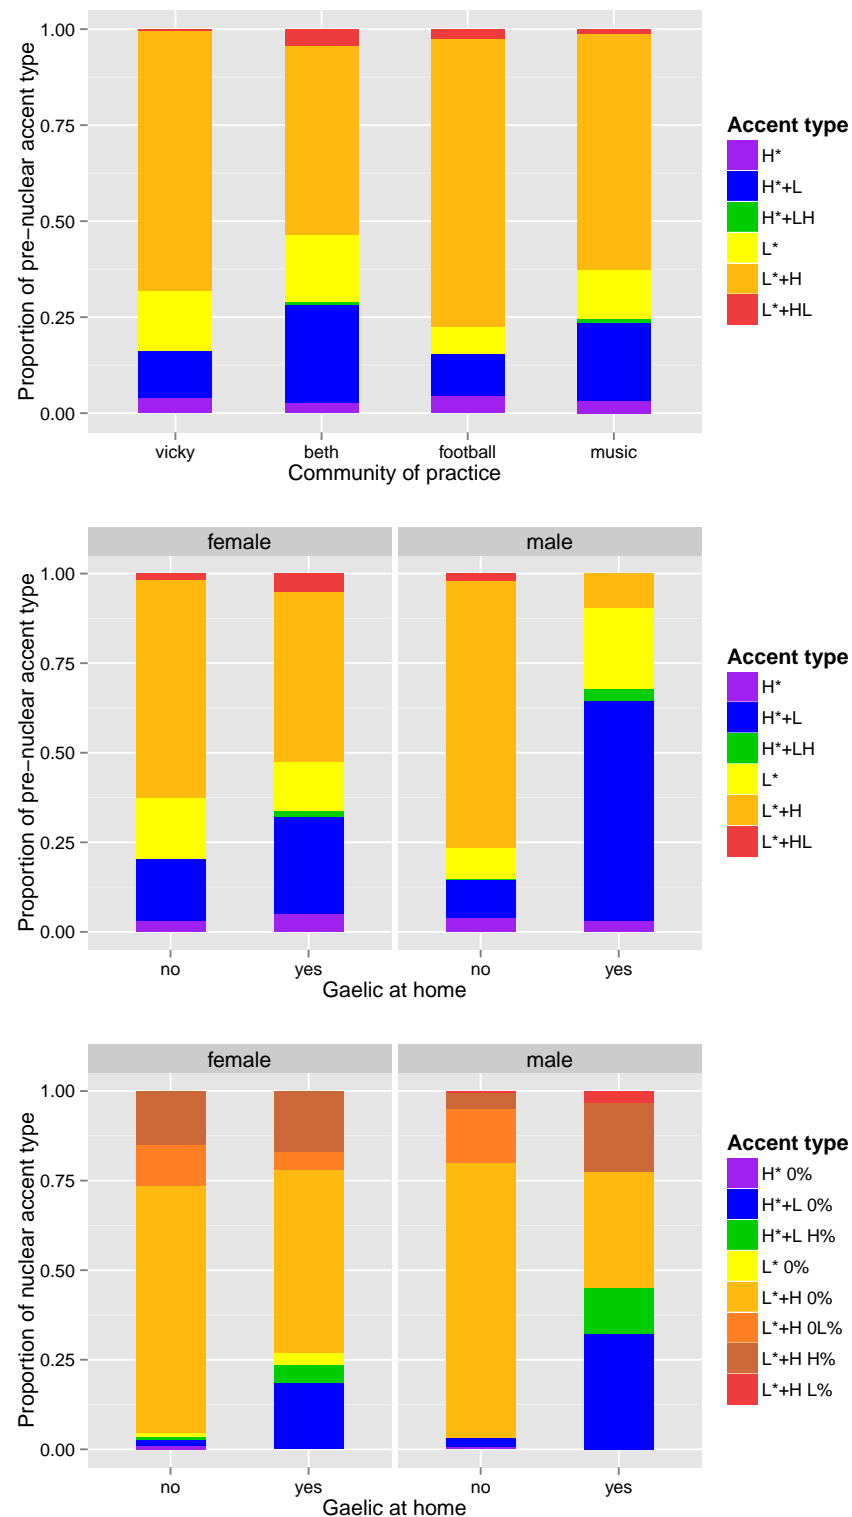 Proportion of pre−nuclear accent type
1.00
0.75
0.50
0.25
0.00
vicky beth football music
Community of practice
Accent type
H*
H*+L
H*+LH
L*
L*+H
L*+HL
female male
Proportion of pre−nuclear accent type
1.00
0.75
0.50
0.25
0.00
no yes no yes
Gaelic at home
Accent type
H*
H*+L
H*+LH
L*
L*+H
L*+HL
female male
Proportion of nuclear accent type
1.00
0.75
0.50
0.25
0.00
no yes no yes
Gaelic at home
Accent type
H* 0%
H*+L 0%
H*+L H%
L* 0%
L*+H 0%
L*+H 0L%
L*+H H%
L*+H L%